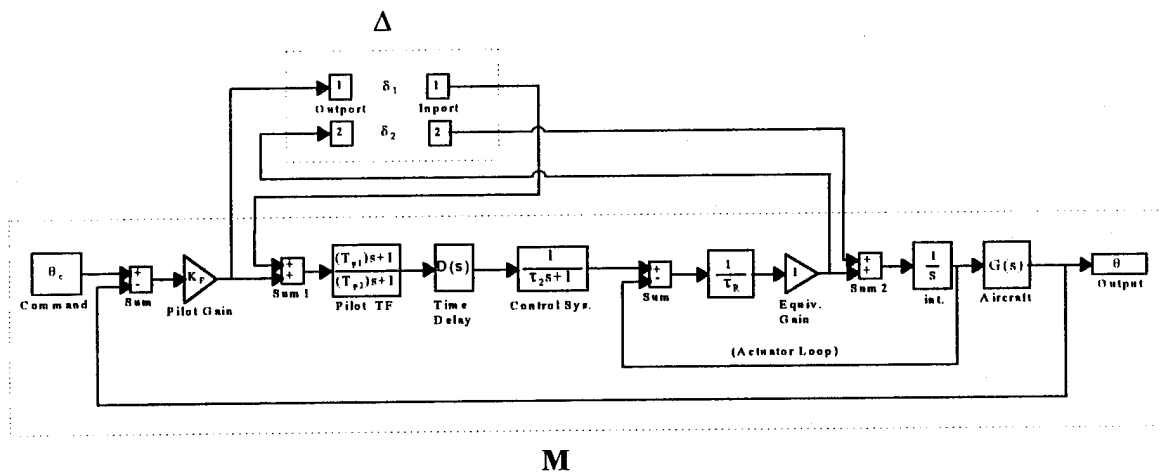 Δ
1 δ₁ 1
Outport Inport
2 δ₂ 2
θc
Command
+
-
Sum
KP
Pilot Gain
+
+
Sum 1
(Tp1)s+1
(Tp2)s+1
Pilot TF
D(s)
Time
Delay
1
τ2s+1
Control Sys.
+
-
Sum
1
τR
1
Equiv.
Gain
+
+
Sum 2
1
s
int.
G(s)
Aircraft
θ
Output
(Actuator Loop)
M